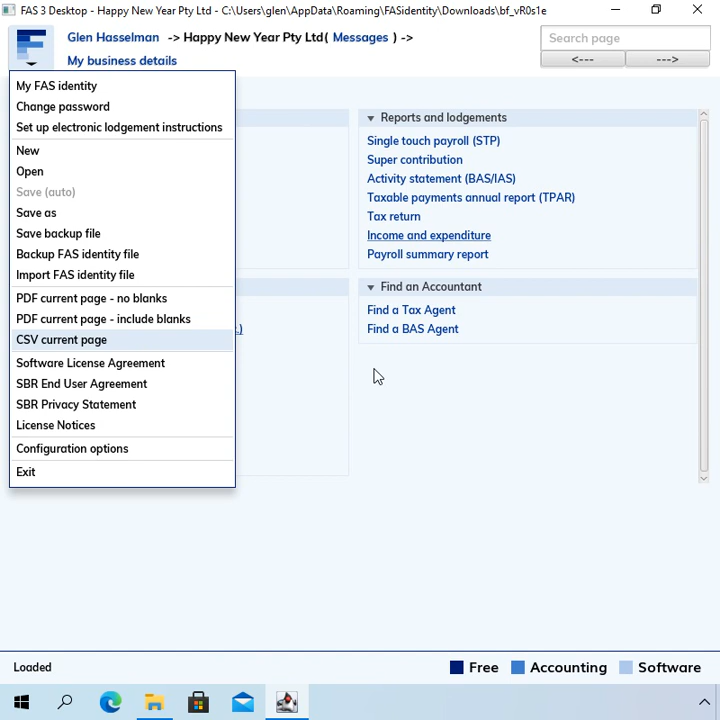 FAS 3 Desktop - Happy New Year Pty Ltd - C:\Users\glen\AppData\Roaming\FASidentity\Downloads\bf_vR0s1e
Glen Hasselman -> Happy New Year Pty Ltd( Messages ) ->
Search page
<--- --->
My business details
My FAS identity
Change password
Set up electronic lodgement instructions
New
Open
Save (auto)
Save as
Save backup file
Backup FAS identity file
Import FAS identity file
PDF current page - no blanks
PDF current page - include blanks
CSV current page
Software License Agreement
SBR End User Agreement
SBR Privacy Statement
License Notices
Configuration options
Exit
.)
Reports and lodgements
Single touch payroll (STP)
Super contribution
Activity statement (BAS/IAS)
Taxable payments annual report (TPAR)
Tax return
Income and expenditure
Payroll summary report
Find an Accountant
Find a Tax Agent
Find a BAS Agent
Loaded
Free Accounting Software